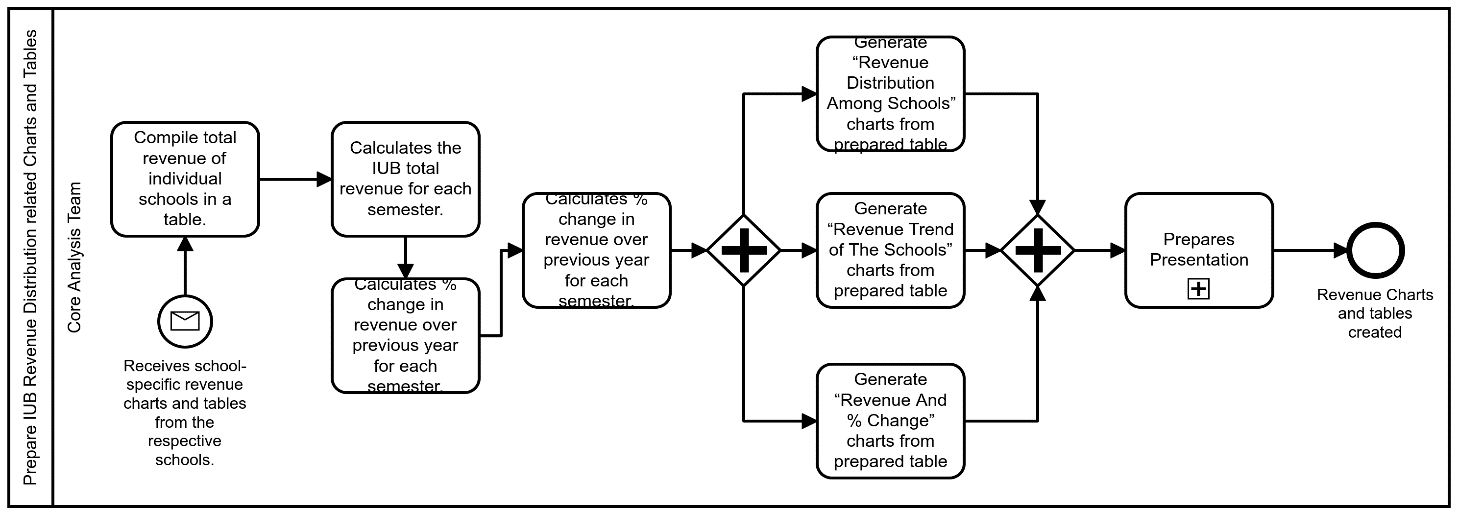 Prepare IUB Revenue Distribution related Charts and Tables
Core Analysis Team
Compile total
revenue of
individual
schools in a
table.
Receives school-
specific revenue
charts and tables
from the
respective
schools.
Calculates the
IUB total
revenue for each
semester.
Calculates %
change in
revenue over
previous year
for each
semester.
Calculates %
change in
revenue over
previous year
for each
semester.
Generate
“Revenue
Distribution
Among Schools”
charts from
prepared table
Generate
“Revenue Trend
of The Schools”
charts from
prepared table
Generate
“Revenue And
% Change”
charts from
prepared table
Prepares
Presentation
Revenue Charts
and tables
created